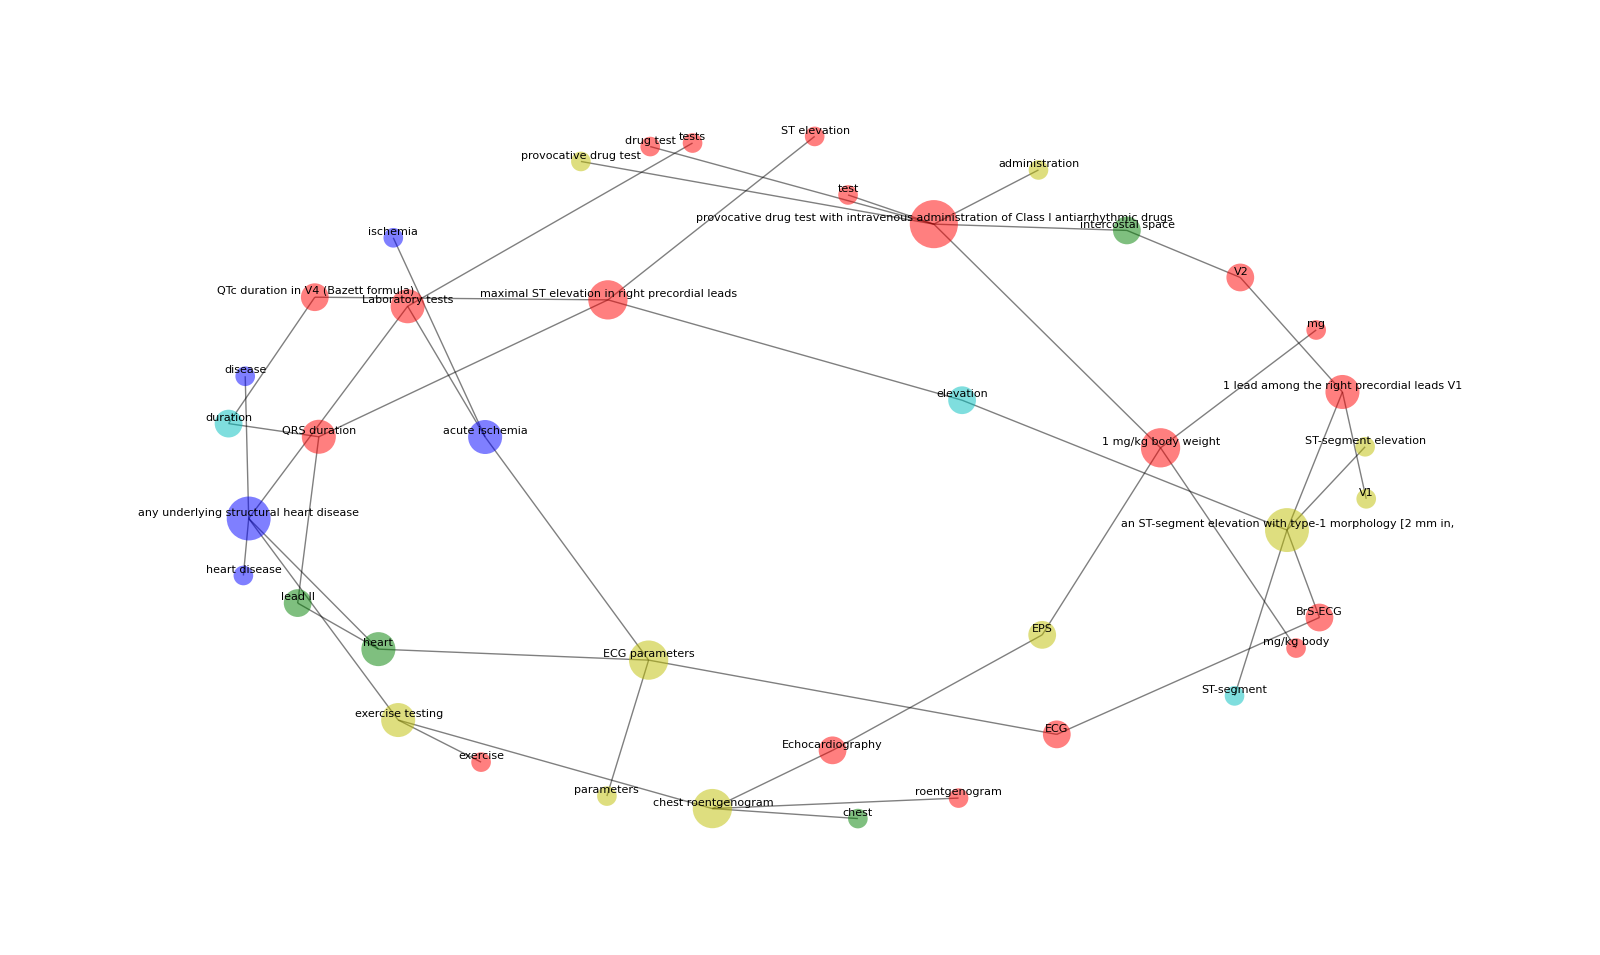 ST elevation
tests
drug test
provocative drug test
administration
test
provocative drug test with intravenous administration of Class I antiarrhythmic drugs
intercostal space
ischemia
V2
QTc duration in V4 (Bazett formula)
Laboratory tests
maximal ST elevation in right precordial leads
mg
disease
1 lead among the right precordial leads V1
elevation
duration
QRS duration
acute ischemia
1 mg/kg body weight
ST-segment elevation
V1
any underlying structural heart disease
an ST-segment elevation with type-1 morphology [2 mm in,
heart disease
lead II
BrS-ECG
EPS
heart
mg/kg body
ECG parameters
ST-segment
exercise testing
ECG
Echocardiography
exercise
parameters
roentgenogram
chest roentgenogram
chest